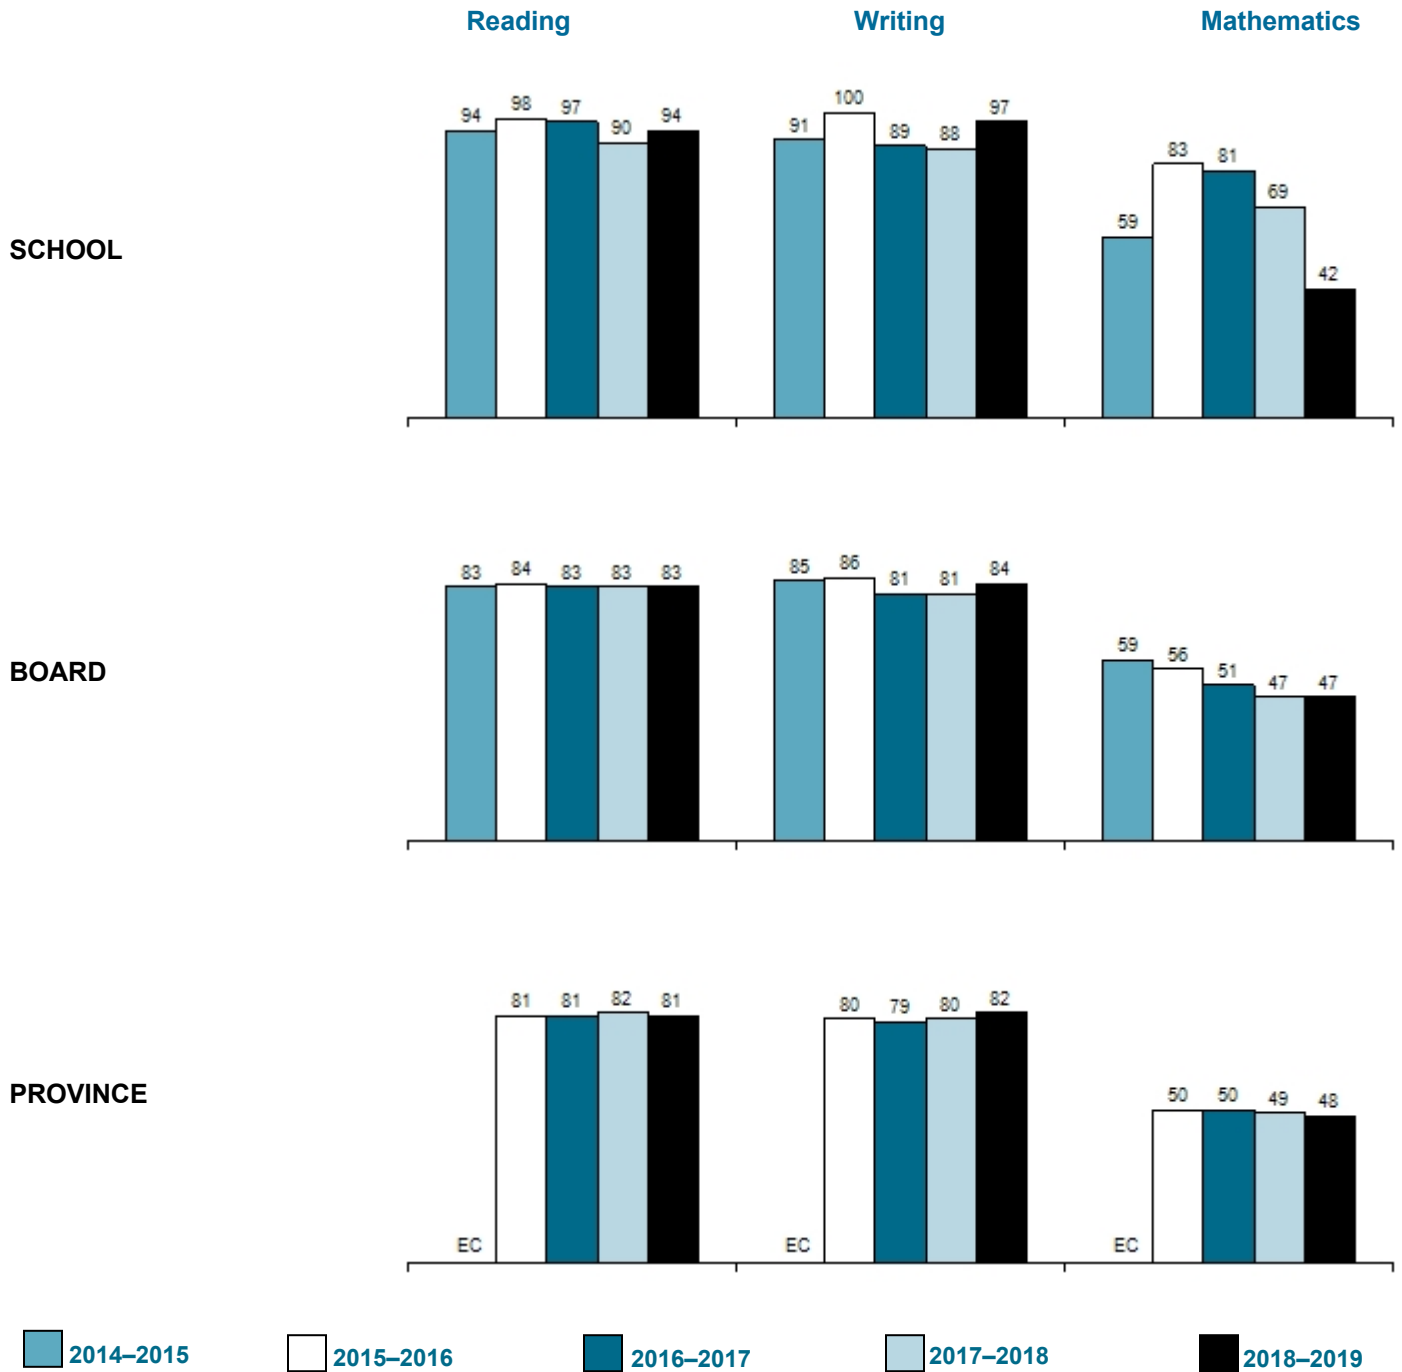 Reading Writing Mathematics
94 98 97 90 94 91 100 89 88 97 59 83 81 69 42
SCHOOL
83 84 83 83 83 85 86 81 81 84 59 56 51 47 47
BOARD
81 81 82 81 80 79 80 82 50 50 49 48
PROVINCE
EC EC EC
2014–2015 2015–2016 2016–2017 2017–2018 2018–2019